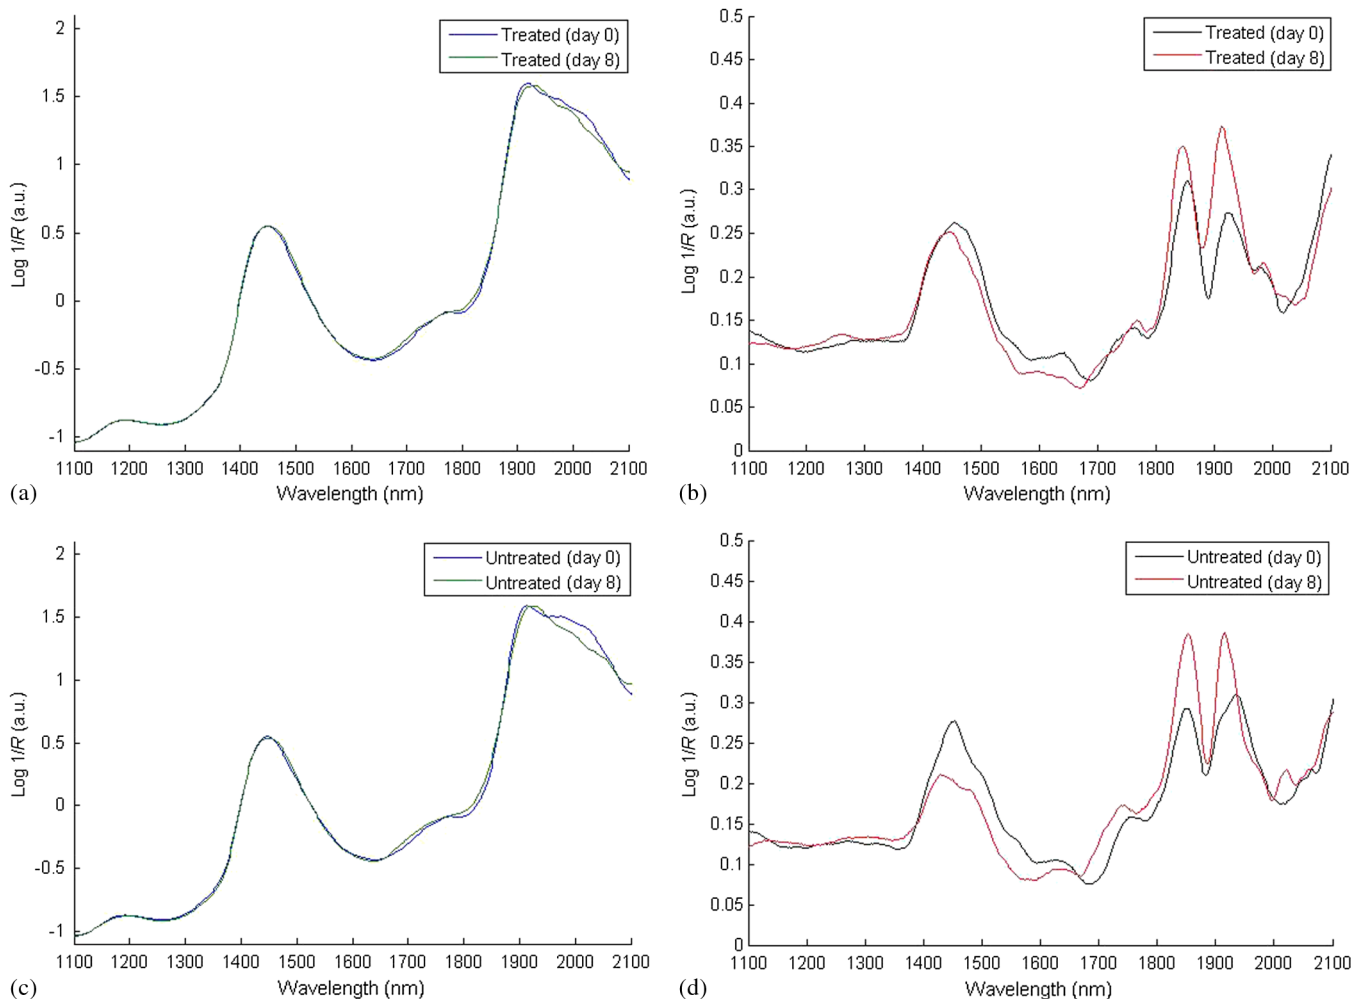 2
1.5
1
0.5
0
-0.5
-1
Log 1/R (a.u.)
Treated (day 0)
Treated (day 8)
1100 1200 1300 1400 1500 1600 1700 1800 1900 2000 2100
Wavelength (nm)
(a)
0.5
0.45
0.4
0.35
0.3
0.25
0.2
0.15
0.1
0.05
0
Log 1/R (a.u.)
Treated (day 0)
Treated (day 8)
1100 1200 1300 1400 1500 1600 1700 1800 1900 2000 2100
Wavelength (nm)
(b)
2
1.5
1
0.5
0
-0.5
-1
Log 1/R (a.u.)
Untreated (day 0)
Untreated (day 8)
1100 1200 1300 1400 1500 1600 1700 1800 1900 2000 2100
Wavelength (nm)
(c)
0.5
0.45
0.4
0.35
0.3
0.25
0.2
0.15
0.1
0.05
0
Log 1/R (a.u.)
Untreated (day 0)
Untreated (day 8)
1100 1200 1300 1400 1500 1600 1700 1800 1900 2000 2100
Wavelength (nm)
(d)